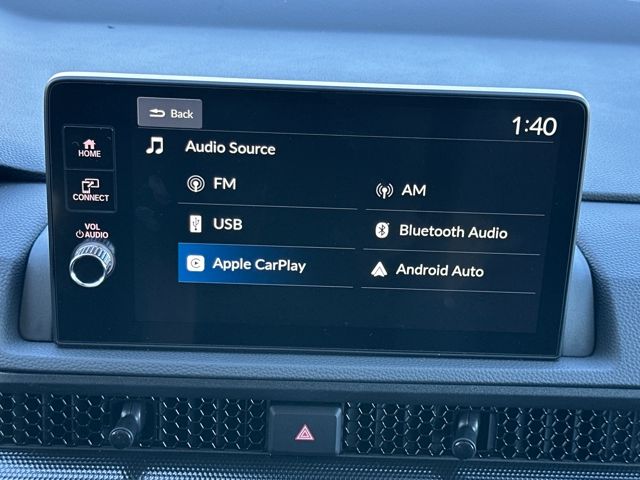 Back
1:40
HOME
Audio Source
CONNECT
FM
AM
VOL
AUDIO
USB
Bluetooth Audio
Apple CarPlay
Android Auto